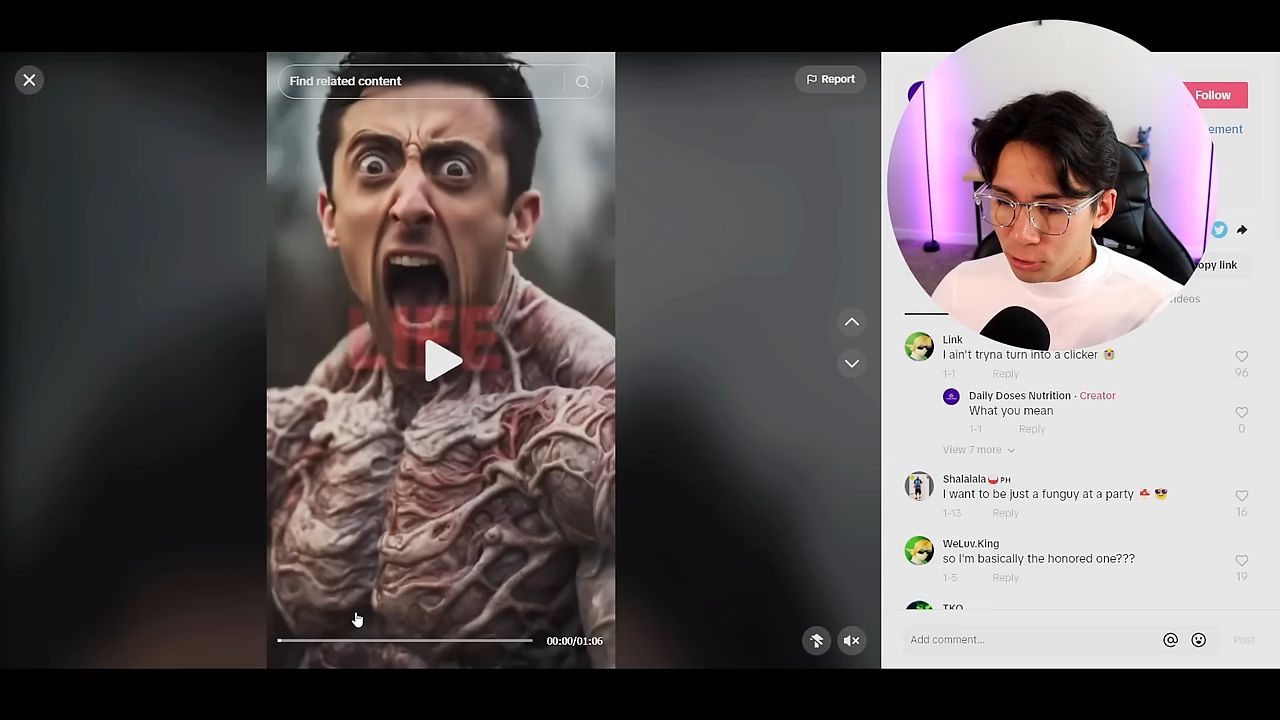 Find related content
Report
LIFE
00:00/01:06
Follow
ement
opy link
ideos
Link
I ain't tryna turn into a clicker
1-1 Reply
96
Daily Doses Nutrition · Creator
What you mean
1-1 Reply
0
View 7 more
Shalalala PH
I want to be just a funguy at a party
1-13 Reply
16
WeLuv.King
so I'm basically the honored one???
1-5 Reply
19
TKO
Add comment...
Post